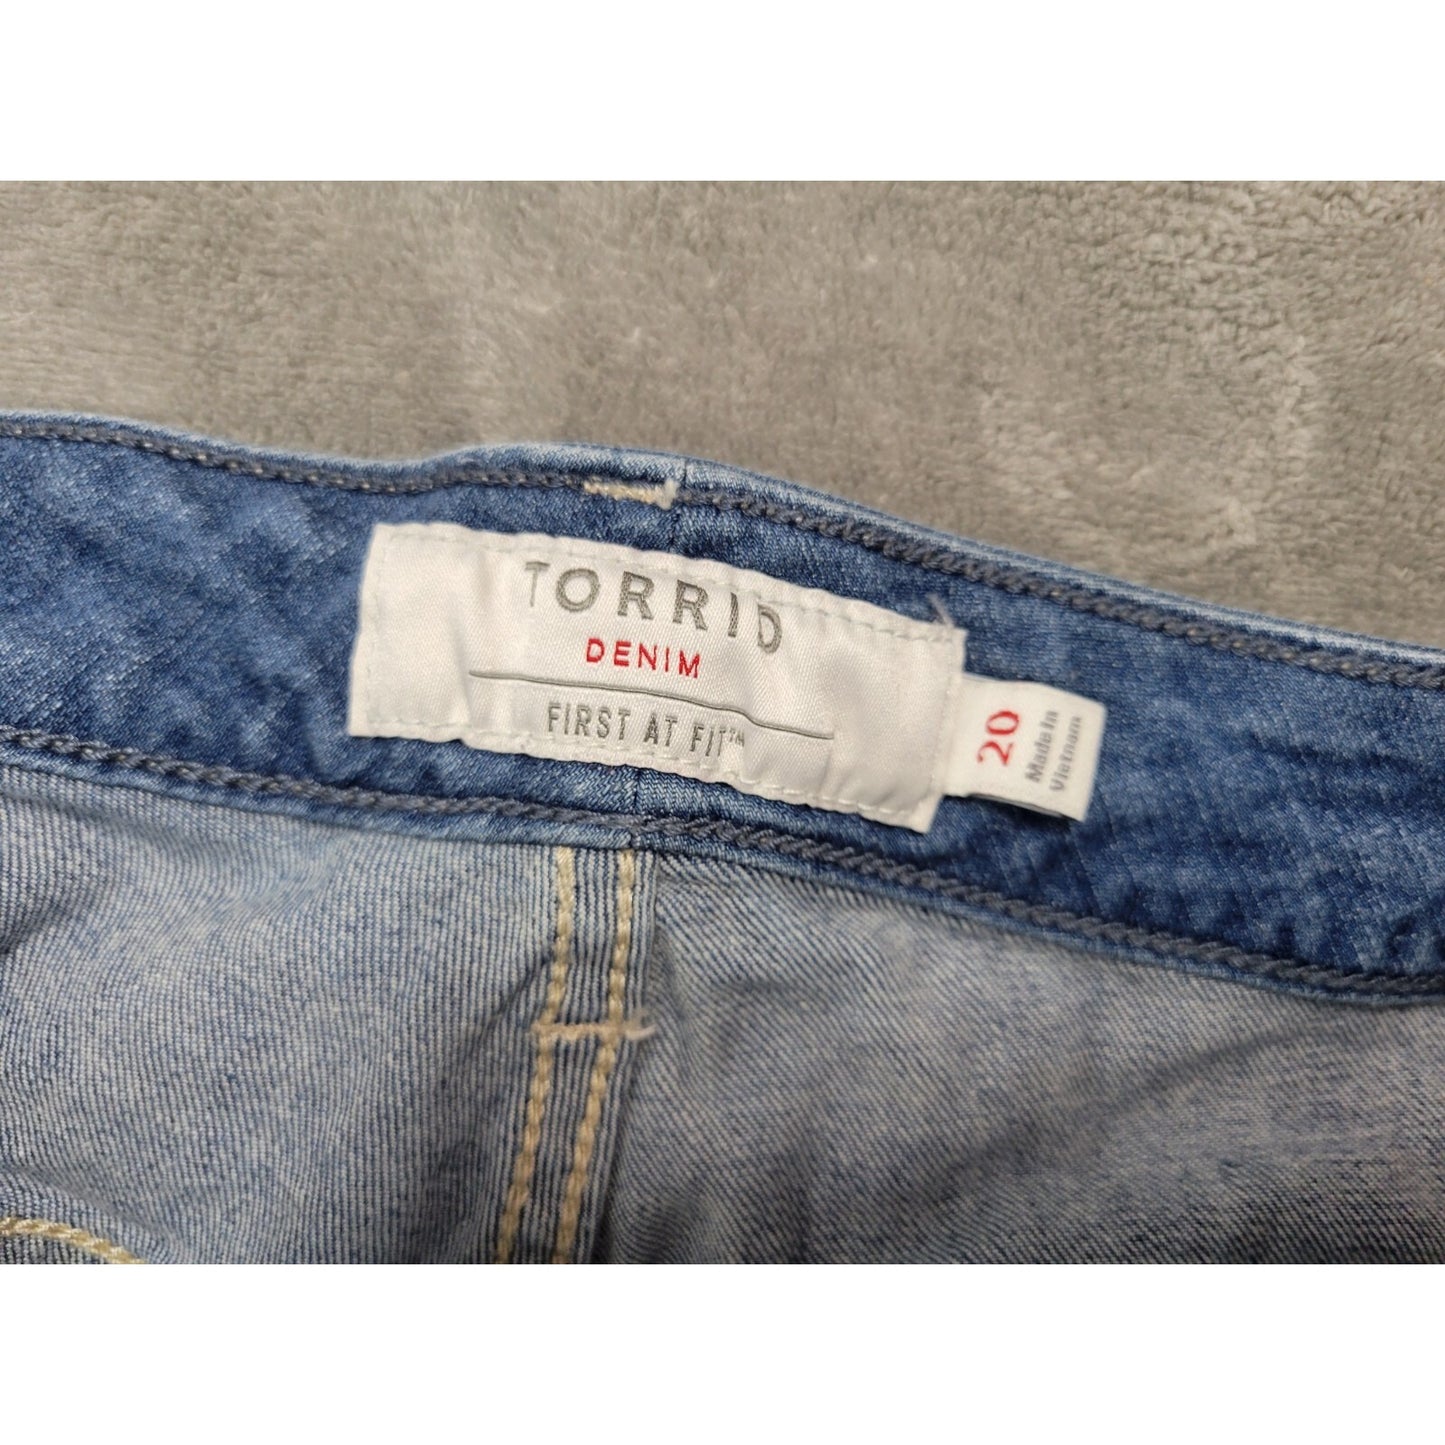 TORRID
DENIM
FIRST AT FIT™
20
Made In
Vietnam